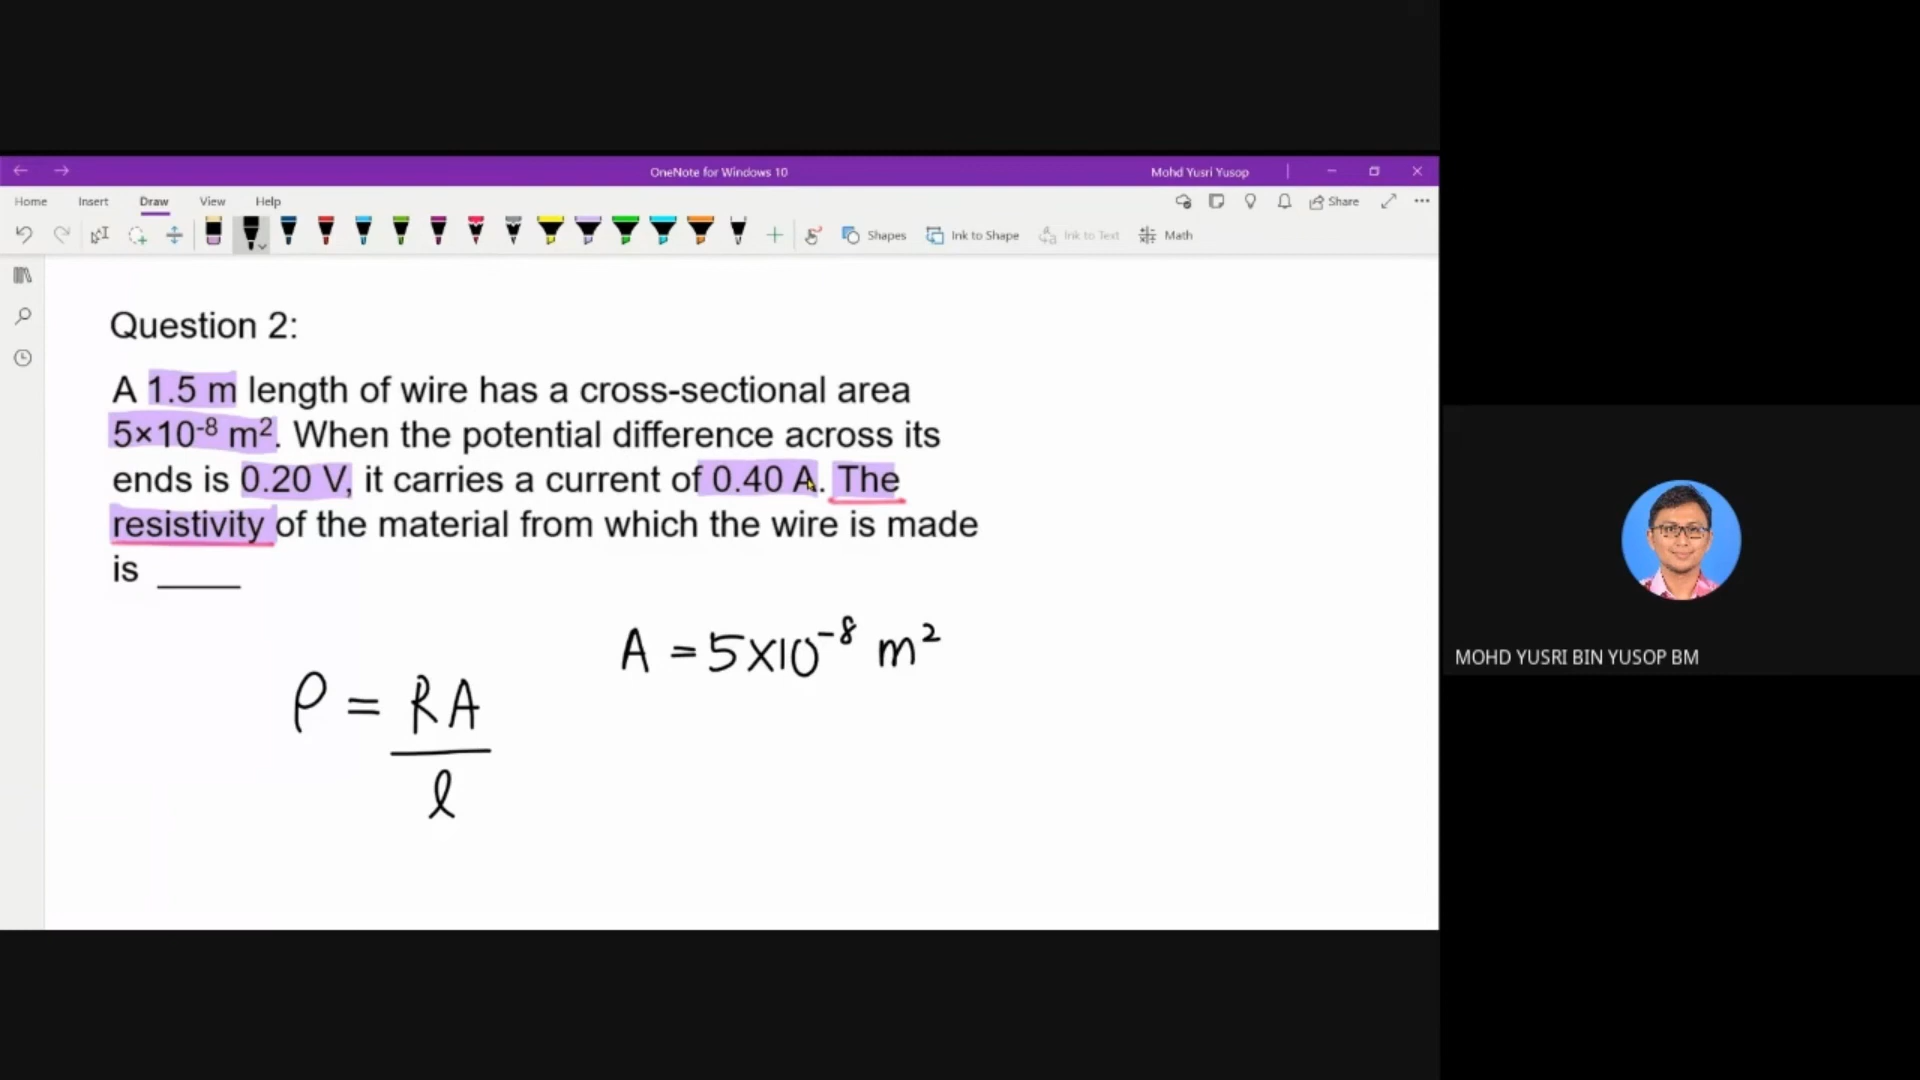 OneNote for Windows 10
Mohd Yusri Yusop
Home Insert Draw View Help
Share
Shapes Ink to Shape Ink to Text Math
Question 2:
A 1.5 m length of wire has a cross-sectional area
5×10⁻⁸ m². When the potential difference across its
ends is 0.20 V, it carries a current of 0.40 A. The
resistivity of the material from which the wire is made
is _____
A = 5×10⁻⁸ m²
ρ = RA
ℓ
MOHD YUSRI BIN YUSOP BM